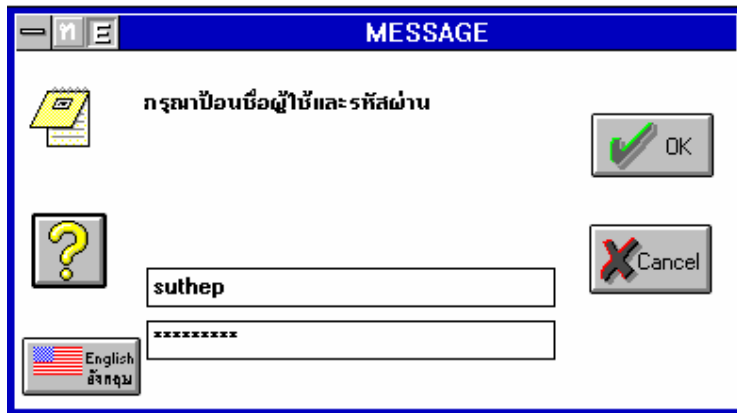 ท E MESSAGE
กรุณาป้อนชื่อผู้ใช้และรหัสผ่าน
OK
Cancel
suthep
*********
English
อังกฤษ